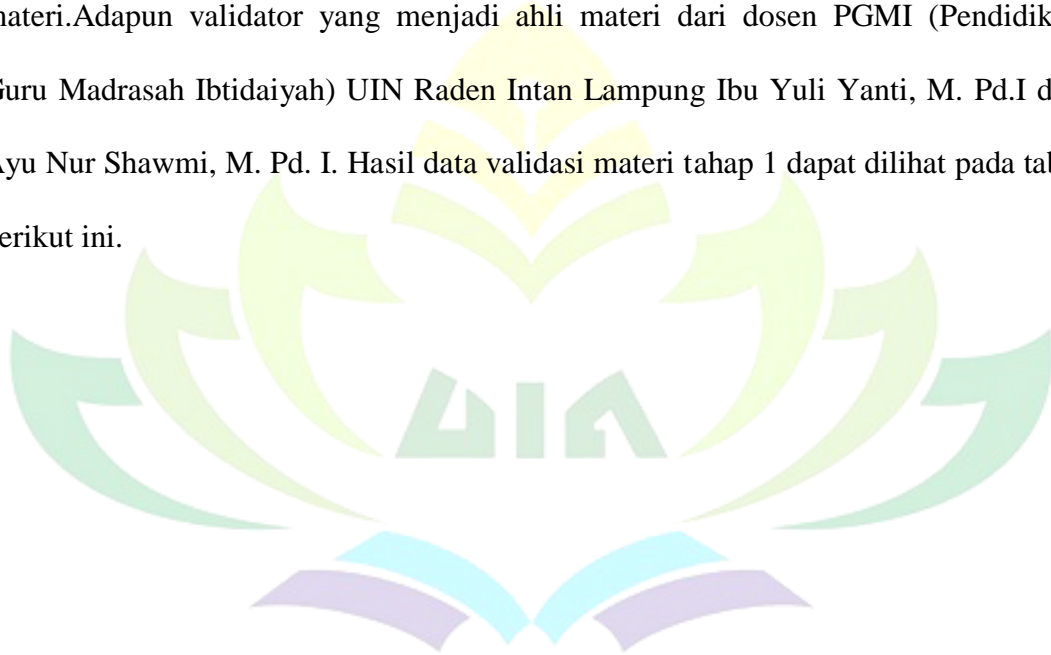 materi.Adapun validator yang menjadi ahli materi dari dosen PGMI (Pendidik
Guru Madrasah Ibtidaiyah) UIN Raden Intan Lampung Ibu Yuli Yanti, M. Pd.I d
Ayu Nur Shawmi, M. Pd. I. Hasil data validasi materi tahap 1 dapat dilihat pada tab
erikut ini.
UIN